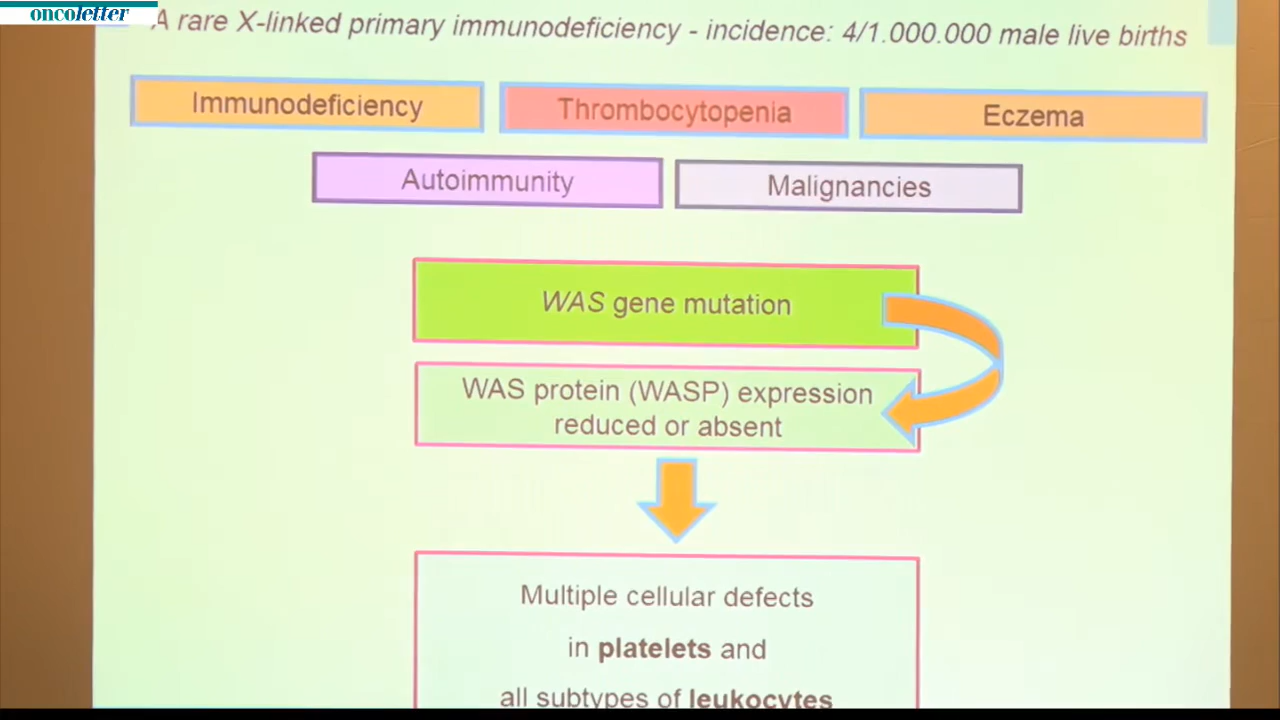 oncoletter
A rare X-linked primary immunodeficiency - incidence: 4/1.000.000 male live births
Immunodeficiency
Thrombocytopenia
Eczema
Autoimmunity
Malignancies
WAS gene mutation
WAS protein (WASP) expression
reduced or absent
Multiple cellular defects
in platelets and
all subtypes of leukocytes